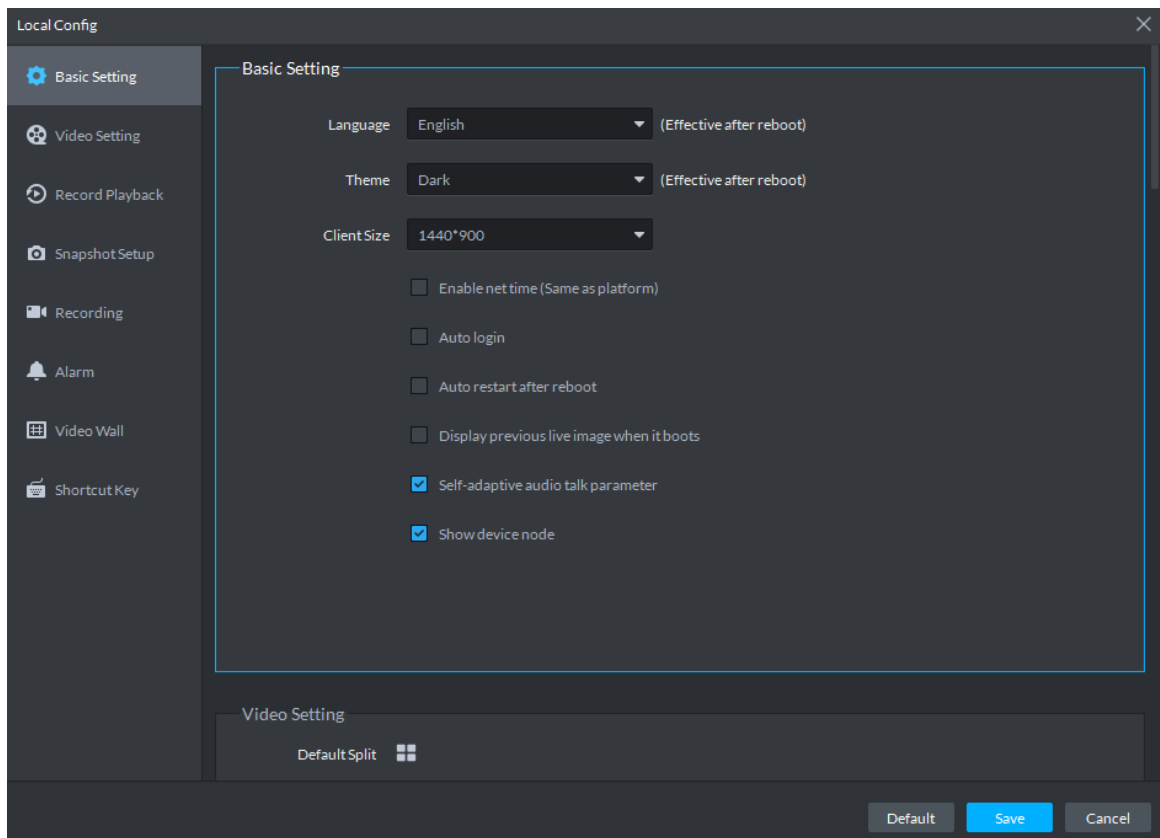 Local Config
Basic Setting
Video Setting
Record Playback
Snapshot Setup
Recording
Alarm
Video Wall
Shortcut Key
Basic Setting
Language English (Effective after reboot)
Theme Dark (Effective after reboot)
Client Size 1440*900
Enable net time (Same as platform)
Auto login
Auto restart after reboot
Display previous live image when it boots
Self-adaptive audio talk parameter
Show device node
Video Setting
Default Split
Default Save Cancel